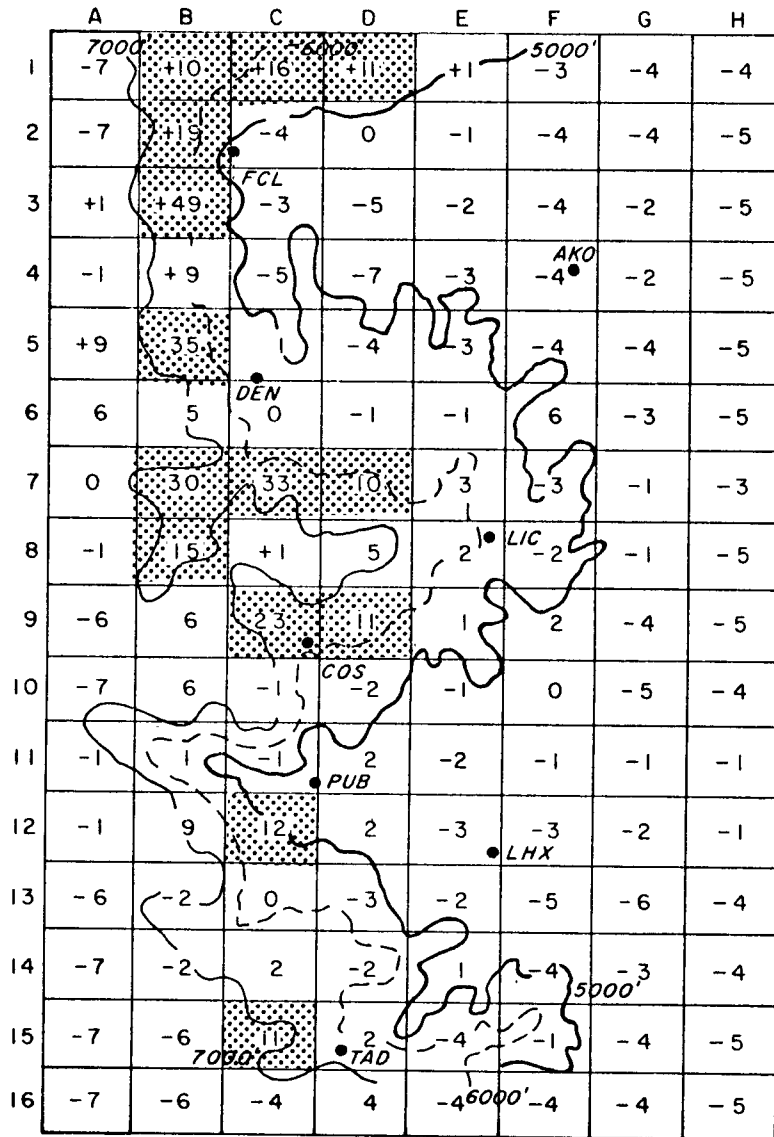 A B C D E F G H
7000 6000' 5000'
1 -7 +10 +16 +11 +1 -3 -4 -4
2 -7 +19 -4 0 -1 -4 -4 -5
FCL
3 +1 +49 -3 -5 -2 -4 -2 -5
AKO
4 -1 +9 -5 -7 -3 -4 -2 -5
5 +9 35 1 -4 -3 -4 -4 -5
DEN
6 6 5 0 -1 -1 6 -3 -5
7 0 30 33 10 3 -3 -1 -3
LIC
8 -1 15 +1 5 2 -2 -1 -5
9 -6 6 23 11 1 2 -4 -5
COS
10 -7 6 -1 -2 -1 0 -5 -4
11 -1 1 -1 2 -2 -1 -1 -1
PUB
12 -1 9 12 2 -3 -3 -2 -1
LHX
13 -6 -2 0 -3 -2 -5 -6 -4
14 -7 -2 2 -2 1 -4 -3 -4
5000'
15 -7 -6 11 2 -4 -1 -4 -5
7000 TAD
6000'
16 -7 -6 -4 4 -4 -4 -4 -5